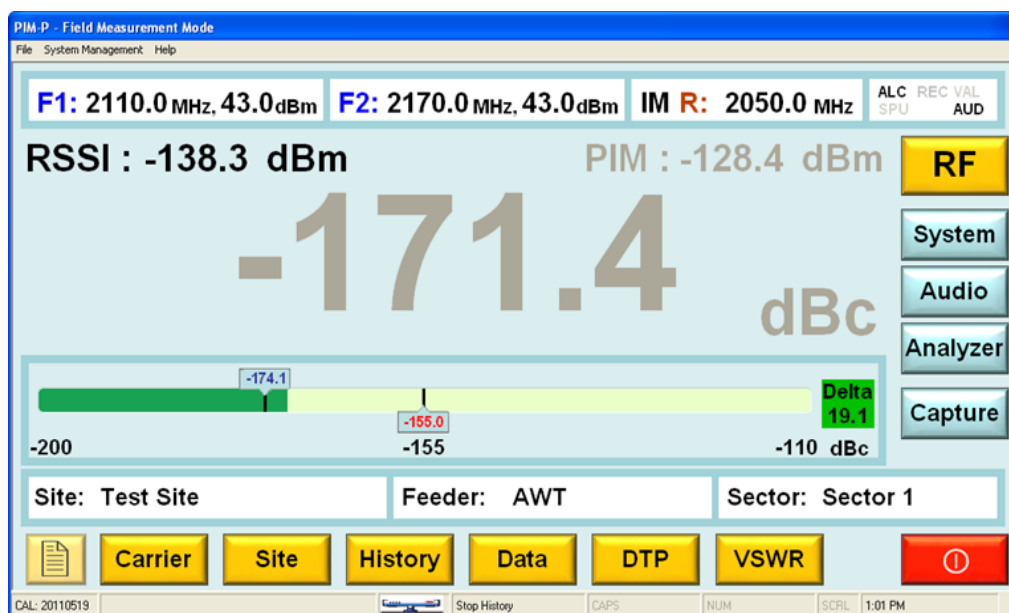 PIM-P - Field Measurement Mode
File System Management Help
F1: 2110.0 MHz, 43.0 dBm F2: 2170.0 MHz, 43.0 dBm IM R: 2050.0 MHz ALC REC VAL
SPU AUD
RSSI : -138.3 dBm PIM : -128.4 dBm RF
-171.4 dBc
System
Audio
Analyzer
-174.1
Delta
19.1
-155.0
Capture
-200 -155 -110 dBc
Site: Test Site Feeder: AWT Sector: Sector 1
Carrier Site History Data DTP VSWR
CAL: 20110519 Stop History CAPS NUM SCRL 1:01 PM